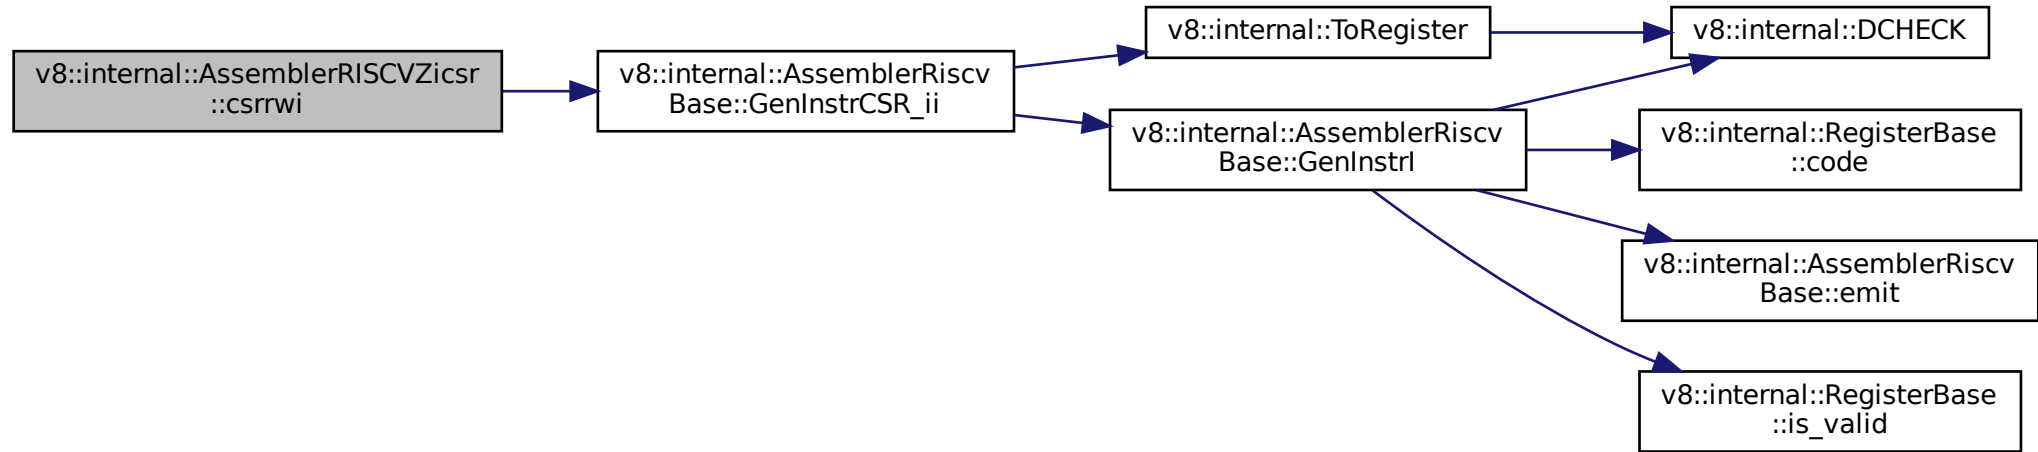 v8::internal::AssemblerRISCVZicsr
::csrrwi
v8::internal::AssemblerRiscv
Base::GenInstrCSR_ii
v8::internal::ToRegister
v8::internal::AssemblerRiscv
Base::GenInstrI
v8::internal::DCHECK
v8::internal::RegisterBase
::code
v8::internal::AssemblerRiscv
Base::emit
v8::internal::RegisterBase
::is_valid